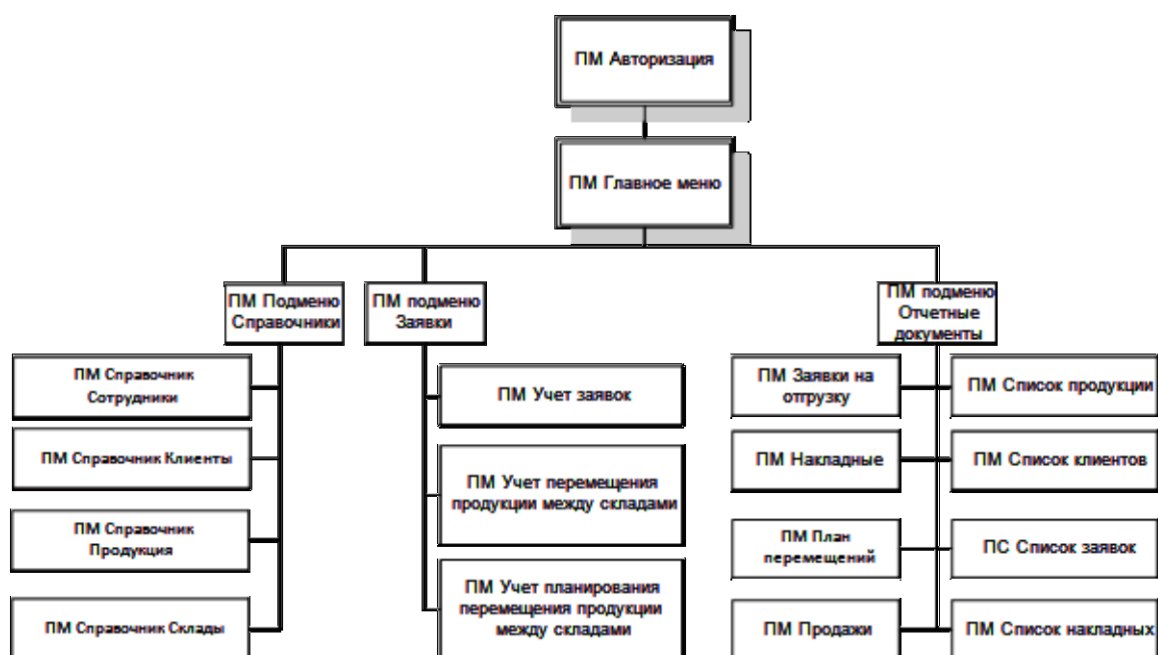 ПМ Авторизация
ПМ Главное меню
ПМ Подменю
Справочники
ПМ подменю
Заявки
ПМ подменю
Отчетные
документы
ПМ Справочник
Сотрудники
ПМ Справочник Клиенты
ПМ Справочник
Продукция
ПМ Справочник Склады
ПМ Учет заявок
ПМ Учет перемещения
продукции между складами
ПМ Учет планирования
перемещения продукции
между складами
ПМ Заявки на
отгрузку
ПМ Накладные
ПМ План
перемещений
ПМ Продажи
ПМ Список продукции
ПМ Список клиентов
ПС Список заявок
ПМ Список накладных